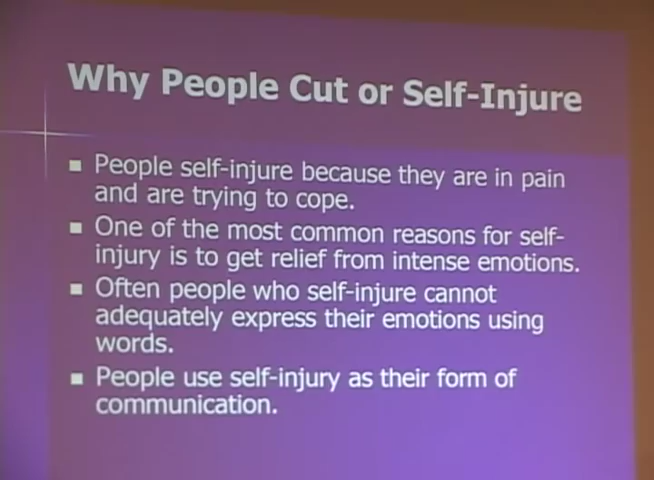 Why People Cut or Self-Injure
People self-injure because they are in pain
and are trying to cope.
One of the most common reasons for self-
injury is to get relief from intense emotions.
Often people who self-injure cannot
adequately express their emotions using
words.
People use self-injury as their form of
communication.